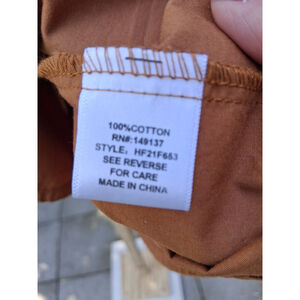 100%COTTON
RN#:149137
STYLE: HF21F653
SEE REVERSE
FOR CARE
MADE IN CHINA